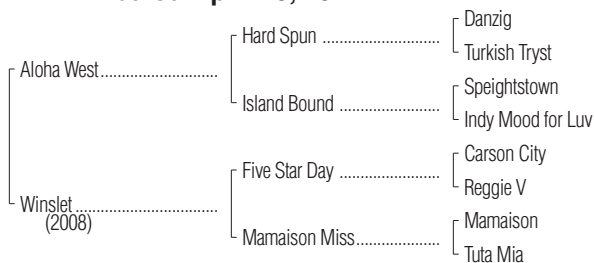 Danzig
Hard Spun ............................
Turkish Tryst
Aloha West...........................
Speightstown
Island Bound ........................
Indy Mood for Luv
Carson City
Five Star Day ........................
Reggie V
Winslet.................................
(2008)
Mamaison
Mamaison Miss....................
Tuta Mia